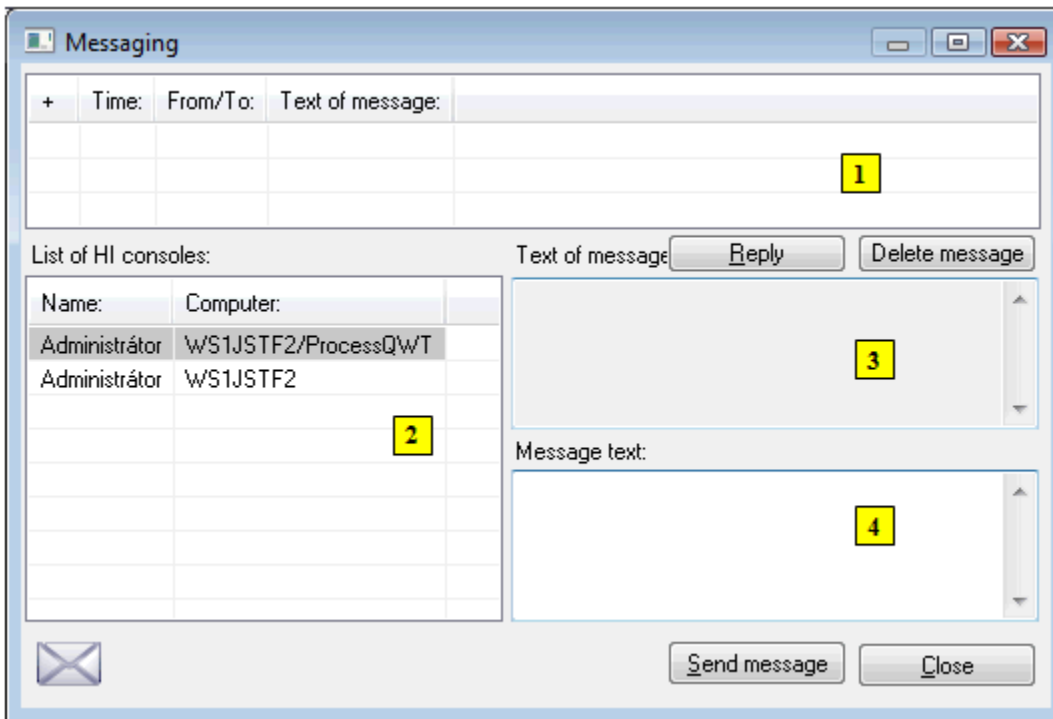 Messaging
+ Time: From/To: Text of message:
1
List of HI consoles:
Text of message Reply Delete message
Name: Computer:
Administrátor WS1JSTF2/ProcessQWT
Administrátor WS1JSTF2
2
3
Message text:
4
Send message Close